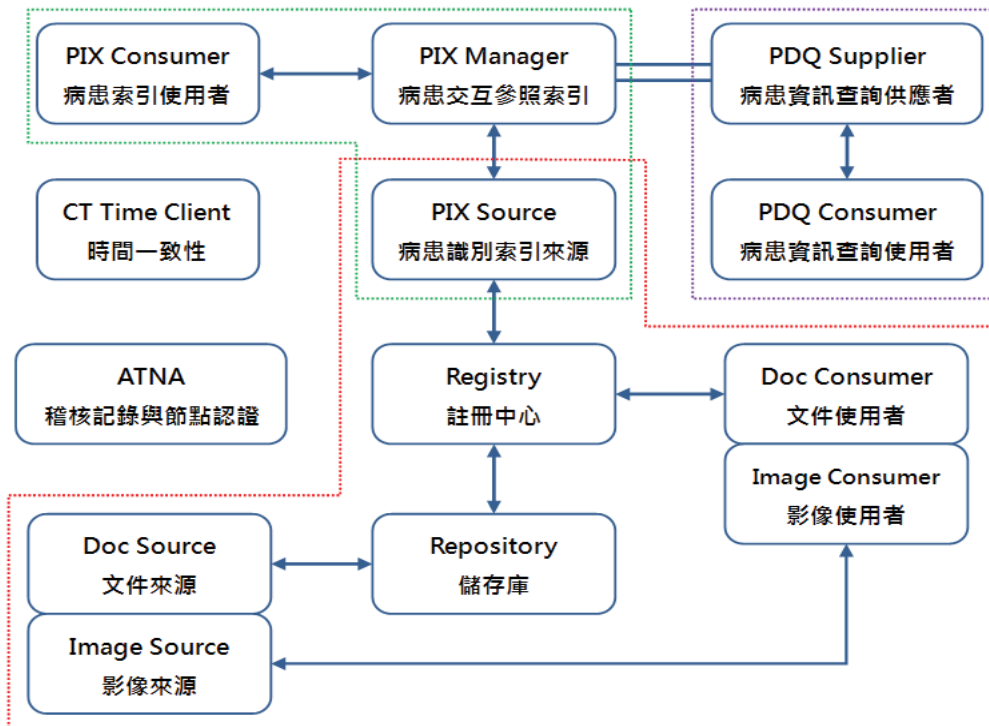 PIX Consumer
病患索引使用者
PIX Manager
病患交互參照索引
PDQ Supplier
病患資訊查詢供應者
CT Time Client
時間一致性
PIX Source
病患識別索引來源
PDQ Consumer
病患資訊查詢使用者
ATNA
稽核記錄與節點認證
Registry
註冊中心
Doc Consumer
文件使用者
Image Consumer
影像使用者
Doc Source
文件來源
Repository
儲存庫
Image Source
影像來源